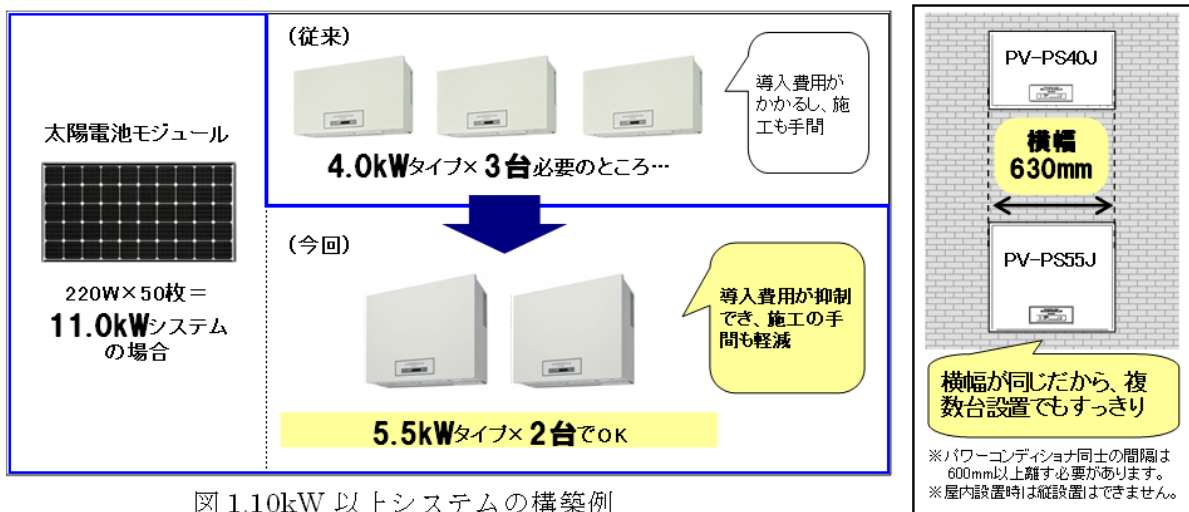 太陽電池モジュール
220W×50枚＝
11.0kWシステム
の場合
（従来）
導入費用が
かかるし、施
工も手間
4.0kWタイプ×3台必要のところ…
（今回）
導入費用が抑制
でき、施工の手
間も軽減
5.5kWタイプ×2台でOK
図 1.10kW 以上システムの構築例
PV-PS40J
横幅
630mm
PV-PS55J
横幅が同じだから、複
数台設置でもすっきり
※パワーコンディショナ同士の間隔は
600mm以上離す必要があります。
※屋内設置時は縦設置はできません。